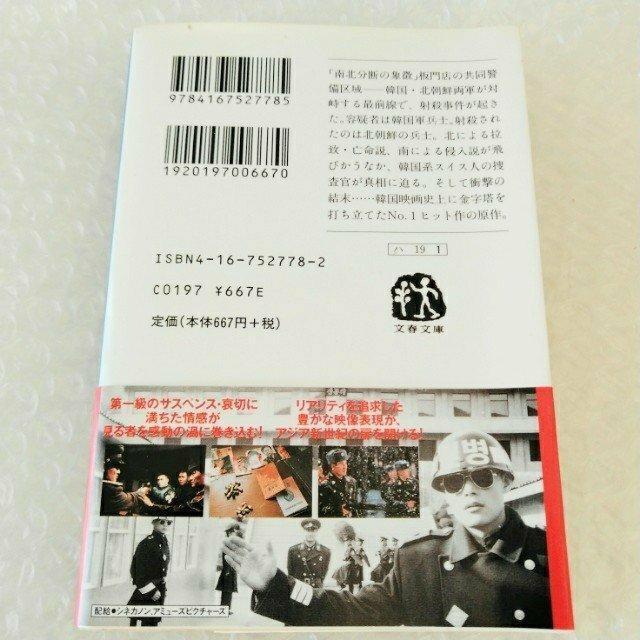 9784167527785
1920197006670
ISBN4-16-752778-2
C0197 ¥667E
定価(本体667円+税)
「南北分断の象徴」板門店の共同警
備区域——韓国・北朝鮮両軍が対
峙する最前線で、射殺事件が起き
た。容疑者は韓国軍兵士。射殺され
たのは北朝鮮の兵士。北による拉
致・亡命説、南による侵入説が飛
びかうなか、韓国系スイス人の捜
査官が真相に迫る。そして衝撃の
結末……韓国映画史上に金字塔を
打ち立てたNo.1ヒット作の原作。
ハ 19 1
文春文庫
第一級のサスペンス・哀切に
満ちた情感が
見る者を感動の渦に巻き込む!
リアリティを追求した
豊かな映像表現が、
アジア新世紀の扉を開ける!
헌병
配給●シネカノン、アミューズピクチャーズ